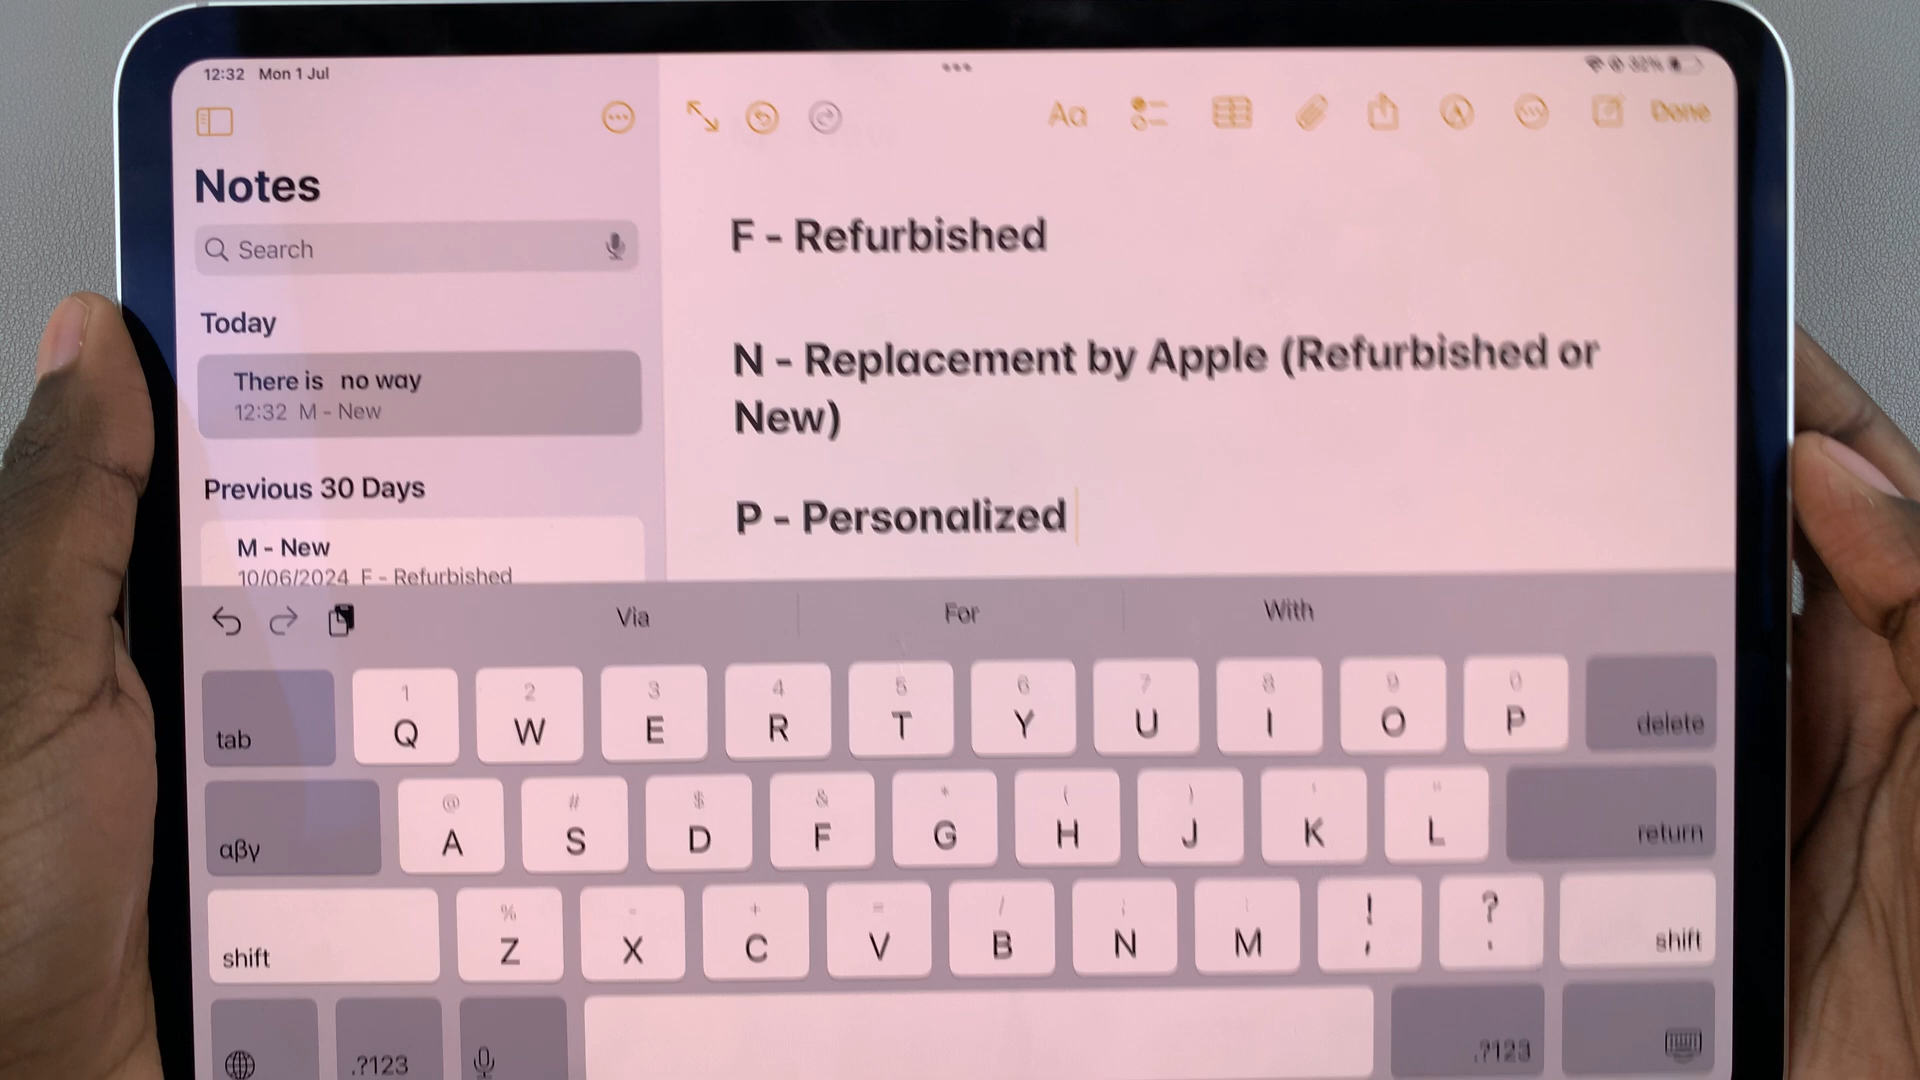 12:32 Mon 1 Jul
32%
Aa
Done
Notes
Search
Today
There is no way
12:32 M - New
Previous 30 Days
M - New
10/06/2024 F - Refurbished
F - Refurbished
N - Replacement by Apple (Refurbished or
New)
P - Personalized
Via For With
1 2 3 4 5 6 7 8 9 0
tab Q W E R T Y U I O P delete
@ # $ & * ( ) ' "
αβγ A S D F G H J K L return
% - + = / ; ! ?
shift Z X C V B N M , . shift
.?123 .?123